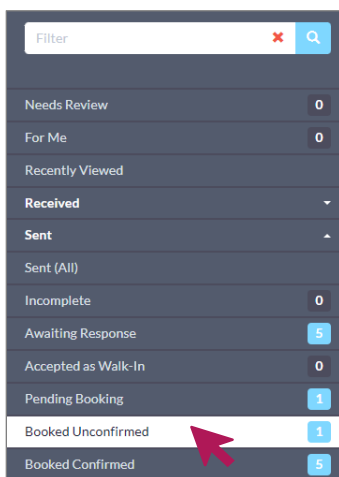 Filter
Needs Review 0
For Me 0
Recently Viewed
Received
Sent
Sent (All)
Incomplete 0
Awaiting Response 5
Accepted as Walk-In 0
Pending Booking 1
Booked Unconfirmed 1
Booked Confirmed 5